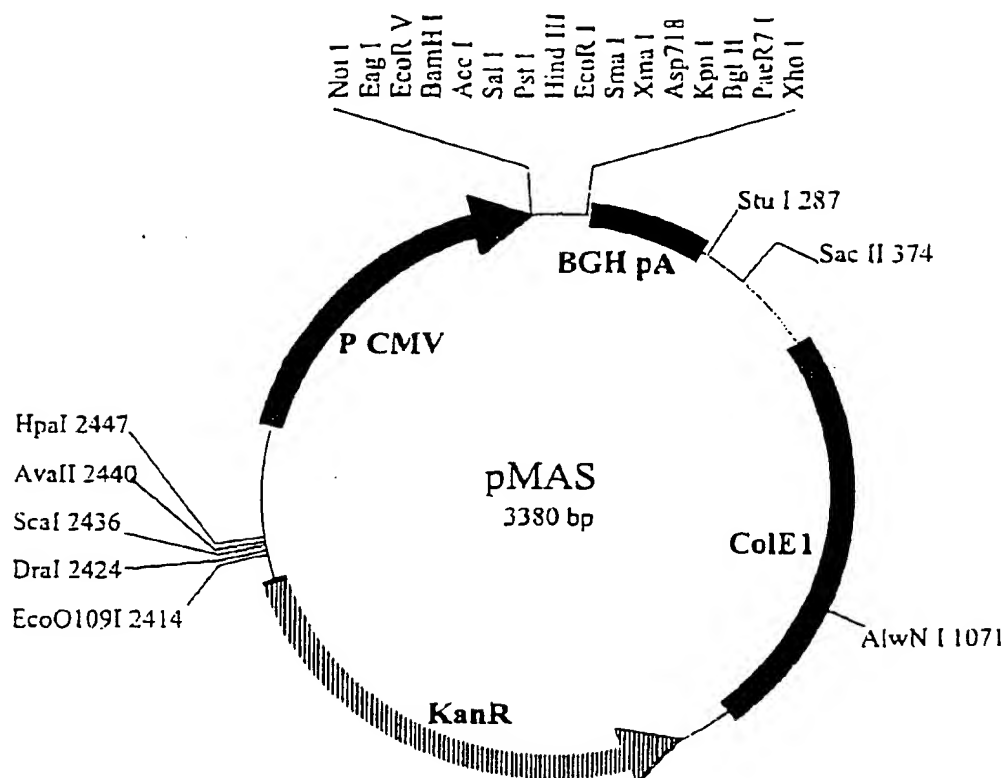 Not I
Eag I
EcoR V
BamH I
Acc I
Sal I
Pst I
Hind III
EcoR I
Sma I
Xma I
Asp718
Kpn I
Bgl II
PaeR7 I
Xho I
Stu I 287
Sac II 374
BGH pA
P CMV
HpaI 2447
AvaII 2440
ScaI 2436
DraI 2424
EcoO109I 2414
pMAS
3380 bp
ColE1
AlwN I 1071
KanR